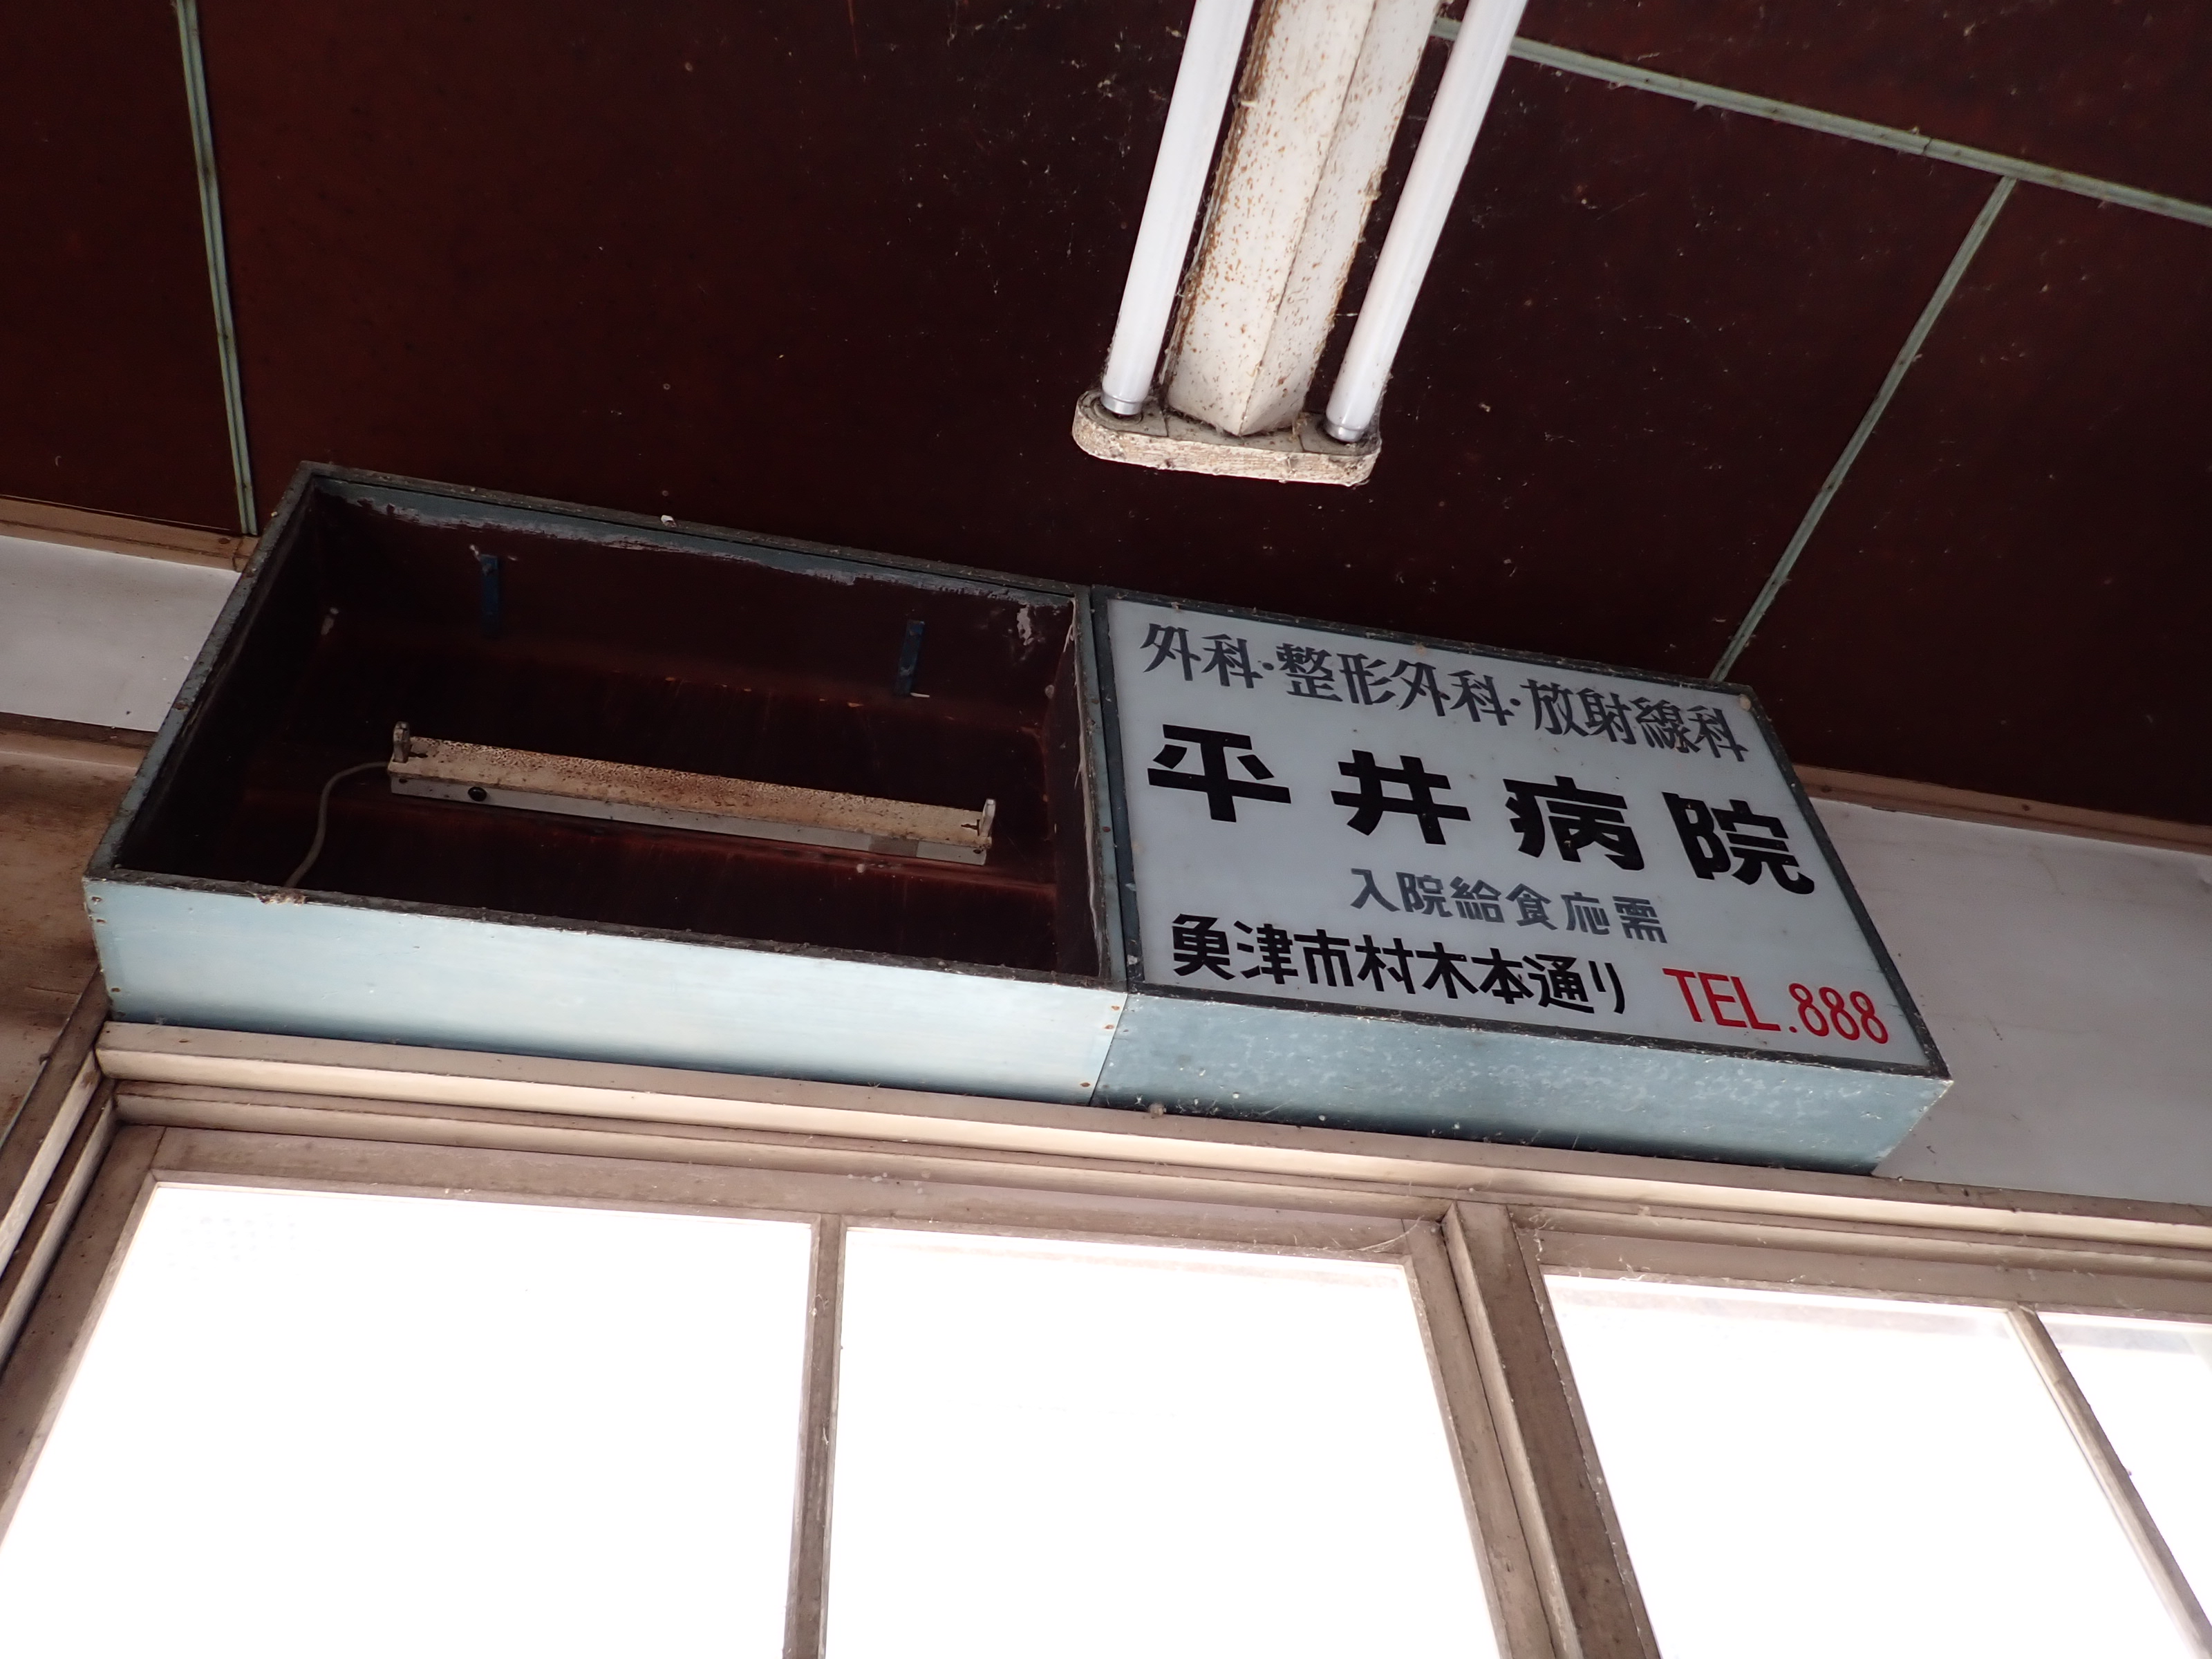 外科・整形外科・放射線科
平井病院
入院給食応需
魚津市村木本通り TEL.888